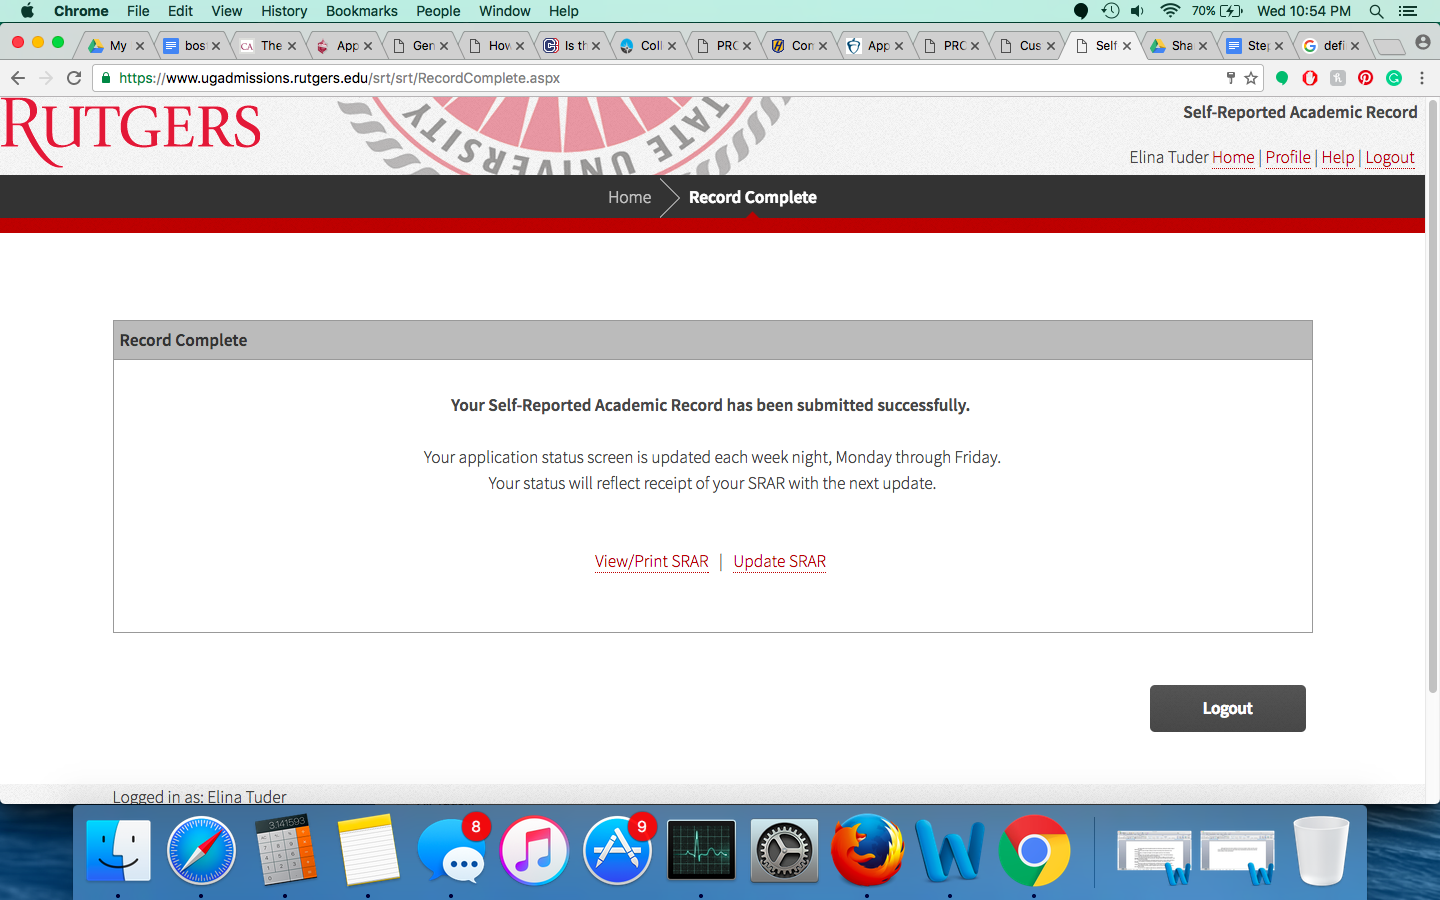 Chrome File Edit View History Bookmarks People Window Help 70% Wed 10:54 PM
My bos The App Gen How Is th Coll PRO Con App PRO Cus Self Sha Step defi
https://www.ugadmissions.rutgers.edu/srt/srt/RecordComplete.aspx
RUTGERS
STATE UNIVERSITY
Self-Reported Academic Record
Elina Tuder Home | Profile | Help | Logout
Home Record Complete
Record Complete
Your Self-Reported Academic Record has been submitted successfully.
Your application status screen is updated each week night, Monday through Friday.
Your status will reflect receipt of your SRAR with the next update.
View/Print SRAR | Update SRAR
Logout
Logged in as: Elina Tuder
3.141593
8
9